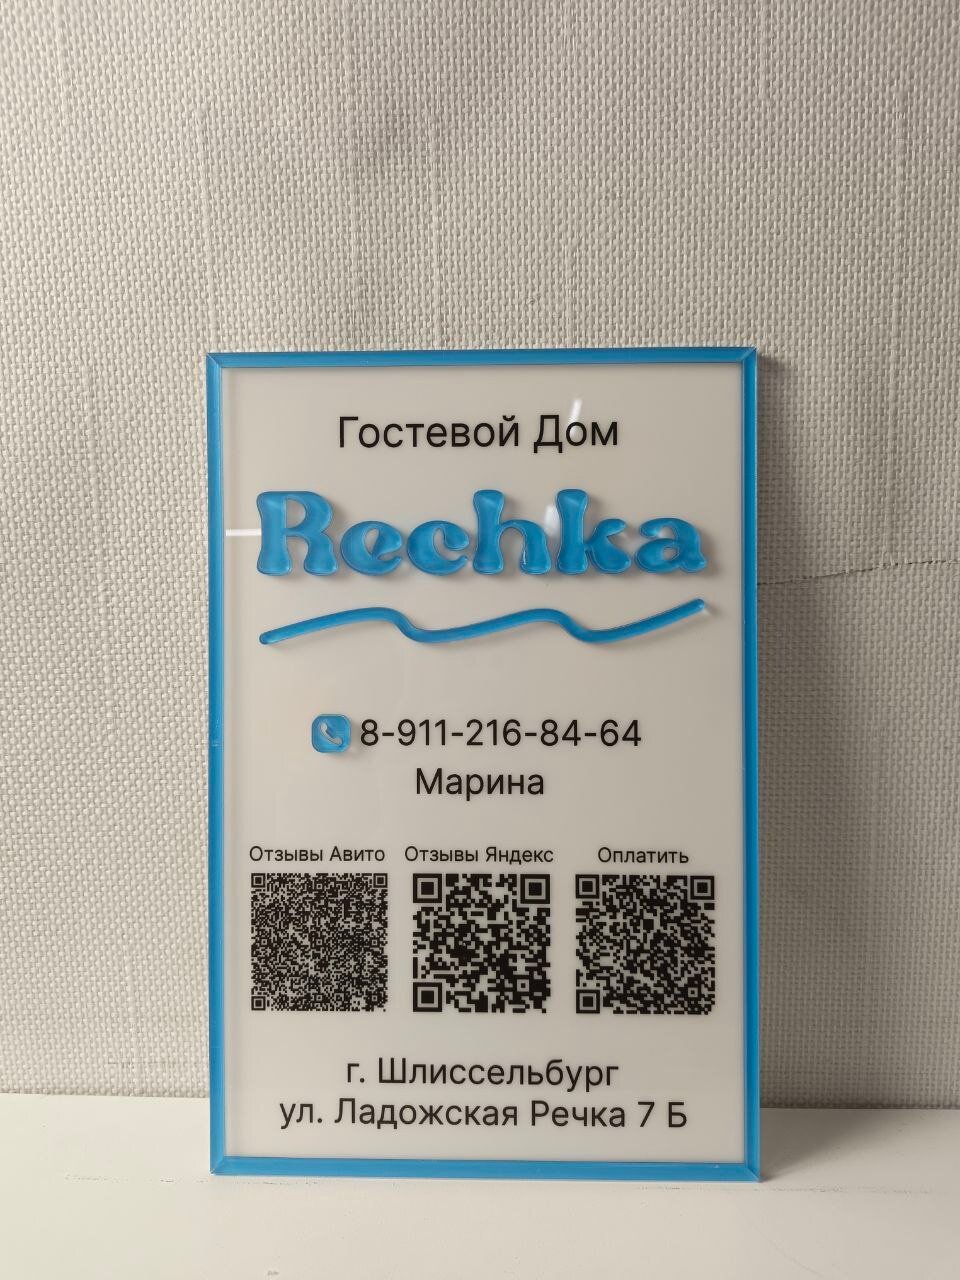 Гостевой Дом
Rechka
8-911-216-84-64
Марина
Отзывы Авито Отзывы Яндекс Оплатить
г. Шлиссельбург
ул. Ладожская Речка 7 Б